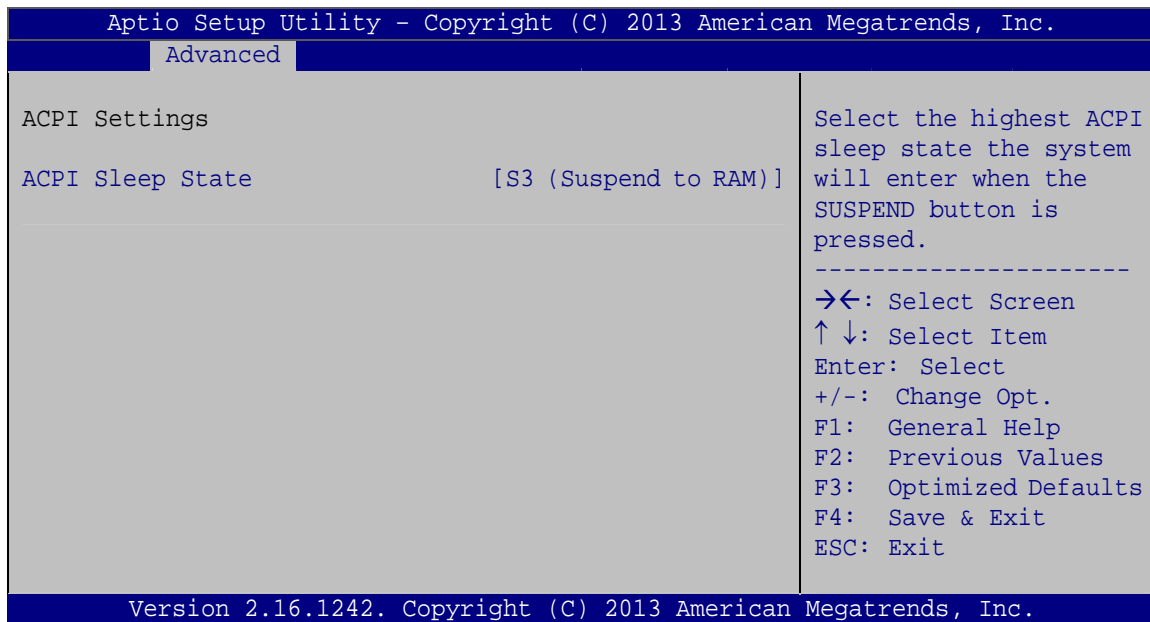 Aptio Setup Utility – Copyright (C) 2013 American Megatrends, Inc.
Advanced
ACPI Settings
ACPI Sleep State [S3 (Suspend to RAM)]
Select the highest ACPI
sleep state the system
will enter when the
SUSPEND button is
pressed.
----------------------
→←: Select Screen
↑ ↓: Select Item
Enter: Select
+/-: Change Opt.
F1: General Help
F2: Previous Values
F3: Optimized Defaults
F4: Save & Exit
ESC: Exit
Version 2.16.1242. Copyright (C) 2013 American Megatrends, Inc.